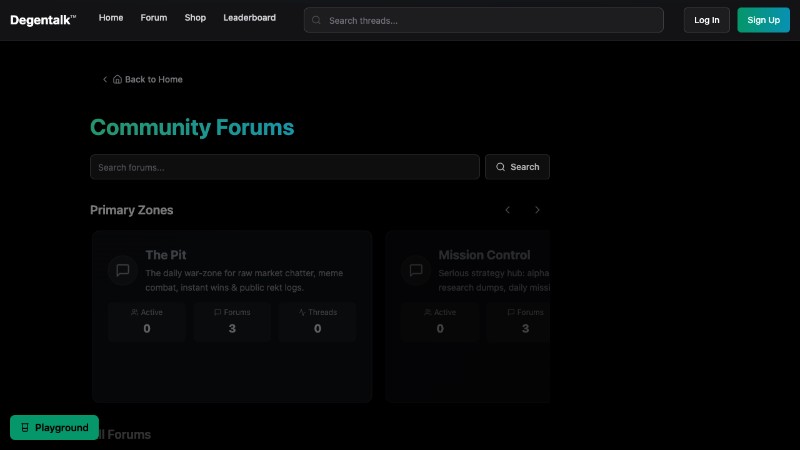 Degentalk™ Home Forum Shop Leaderboard Search threads... Log In Sign Up
Back to Home
Community Forums
Search forums... Search
Primary Zones
The Pit
The daily war-zone for raw market chatter, meme
combat, instant wins & public rekt logs.
Active Forums Threads
0 3 0
Mission Control
Serious strategy hub: alpha
research dumps, daily missi
Active Forums
0 3
Playground
ll Forums